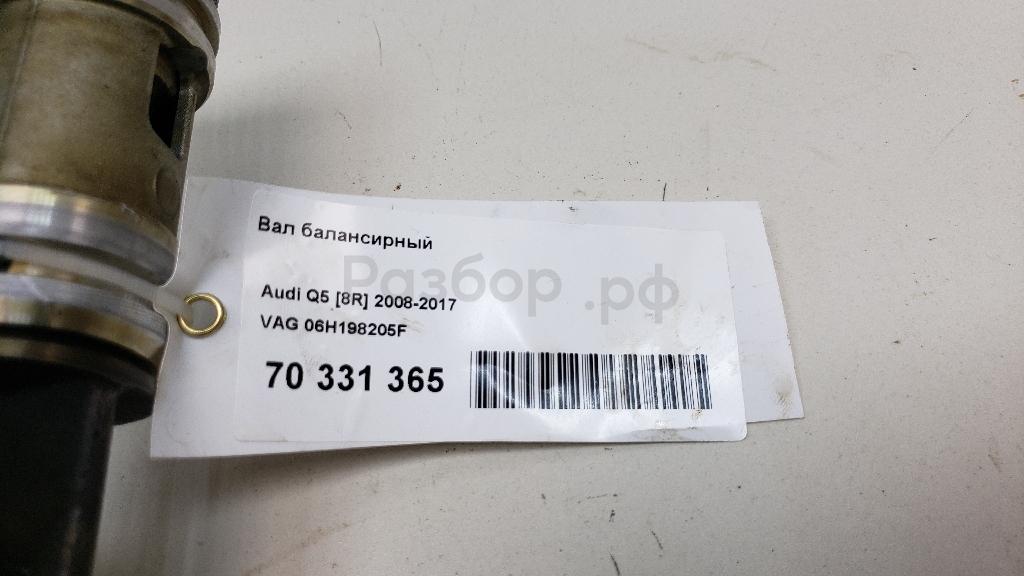 Вал балансирный
Разбор.рф
Audi Q5 [8R] 2008-2017
VAG 06H198205F
70 331 365